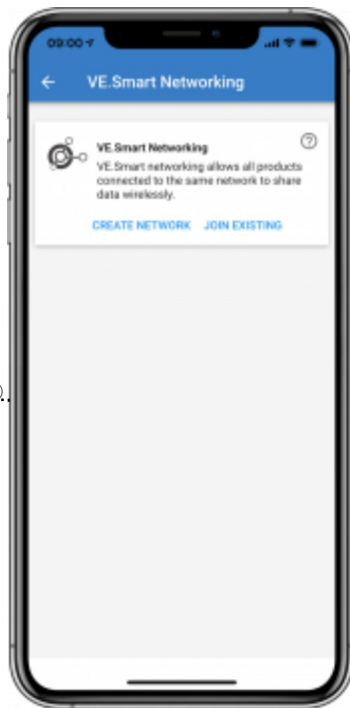 09:00
VE.Smart Networking
VE.Smart Networking
VE.Smart networking allows all products
connected to the same network to share
data wirelessly.
CREATE NETWORK JOIN EXISTING